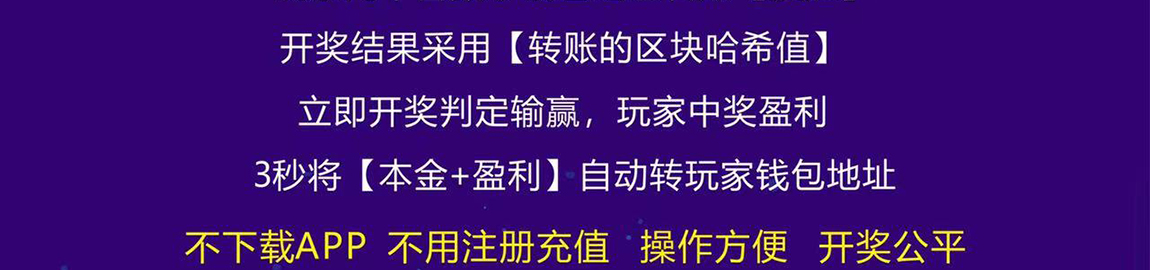 开奖结果采用【转账的区块哈希值】
立即开奖判定输赢，玩家中奖盈利
3秒将【本金+盈利】自动转玩家钱包地址
不下载APP 不用注册充值 操作方便 开奖公平